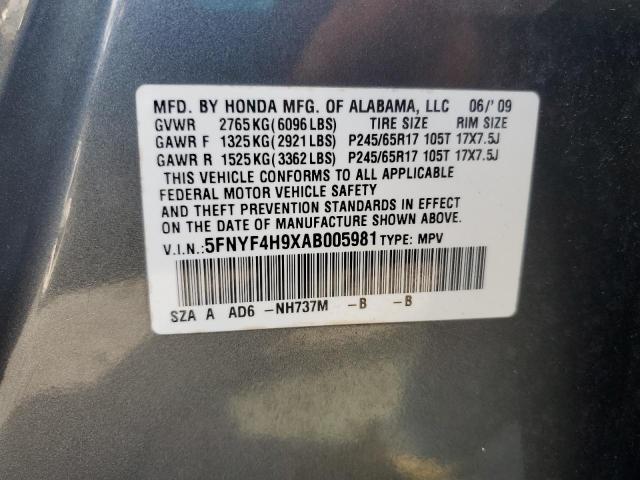 MFD. BY HONDA MFG. OF ALABAMA, LLC 06/'09
GVWR 2765KG(6096LBS) TIRE SIZE RIM SIZE
GAWR F 1325KG(2921LBS) P245/65R17 105T 17X7.5J
GAWR R 1525KG(3362LBS) P245/65R17 105T 17X7.5J
THIS VEHICLE CONFORMS TO ALL APPLICABLE
FEDERAL MOTOR VEHICLE SAFETY
AND THEFT PREVENTION STANDARDS IN EFFECT
ON THE DATE OF MANUFACTURE SHOWN ABOVE.
V.I.N.:5FNYF4H9XAB005981 TYPE: MPV
SZA A AD6 -NH737M -B -B